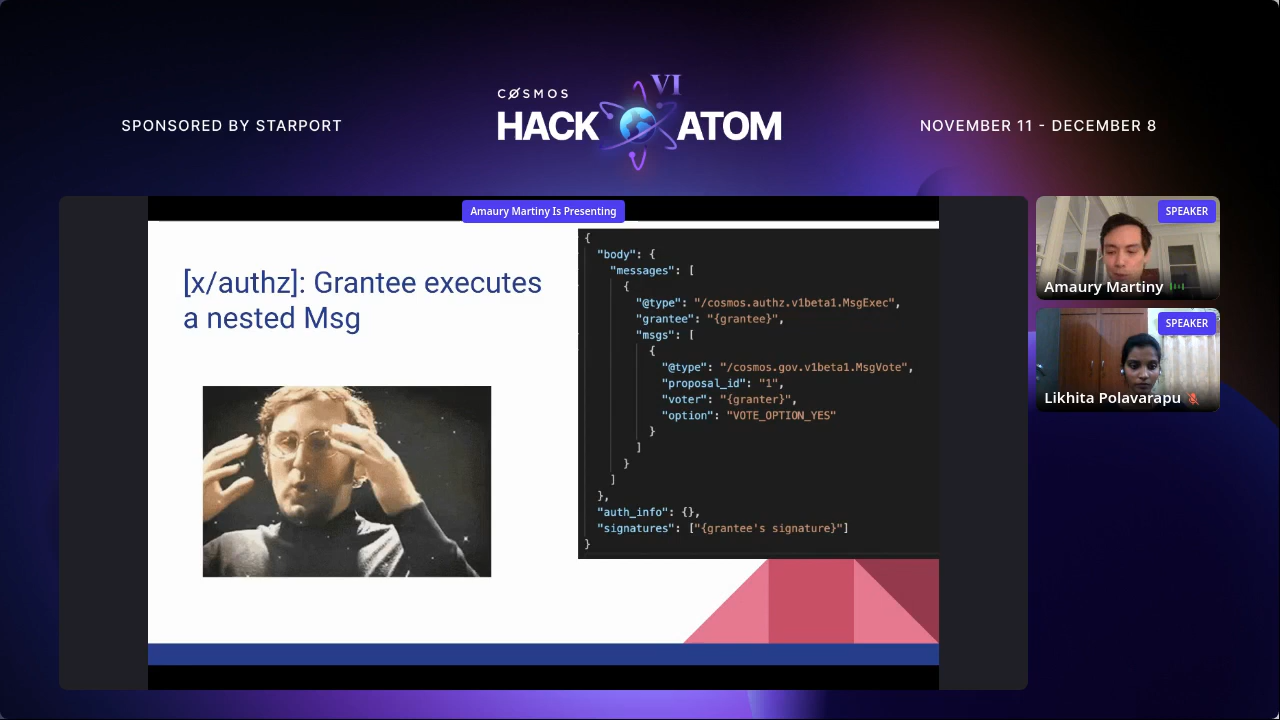 VI
COSMOS
HACK ATOM
SPONSORED BY STARPORT
NOVEMBER 11 - DECEMBER 8
Amaury Martiny Is Presenting
[x/authz]: Grantee executes
a nested Msg
{
"body": {
"messages": [
{
"@type": "/cosmos.authz.v1beta1.MsgExec",
"grantee": "{grantee}",
"msgs": [
{
"@type": "/cosmos.gov.v1beta1.MsgVote",
"proposal_id": "1",
"voter": "{granter}",
"option": "VOTE_OPTION_YES"
}
]
}
]
},
"auth_info": {},
"signatures": ["{grantee's signature}"]
}
SPEAKER
Amaury Martiny
SPEAKER
Likhita Polavarapu